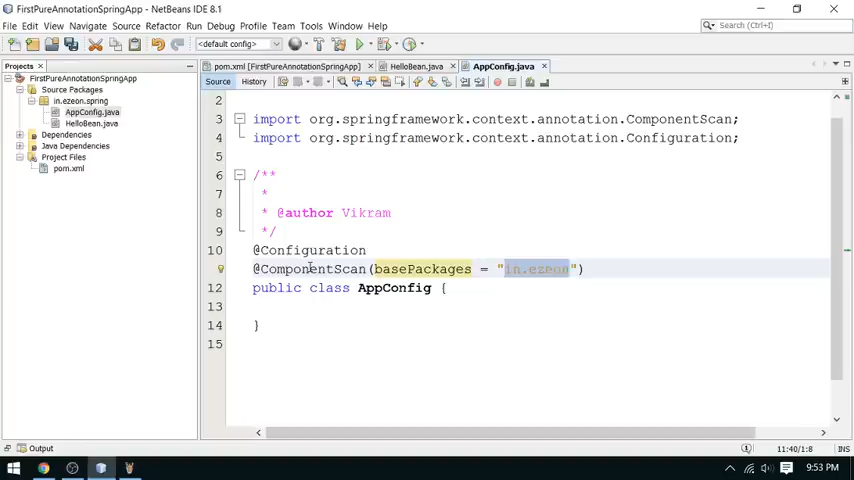 FirstPureAnnotationSpringApp - NetBeans IDE 8.1
File Edit View Navigate Source Refactor Run Debug Profile Team Tools Window Help
Search (Ctrl+I)
<default config>
Projects
pom.xml [FirstPureAnnotationSpringApp]
HelloBean.java
AppConfig.java
Source
History
FirstPureAnnotationSpringApp
Source Packages
in.ezeon.spring
AppConfig.java
HelloBean.java
Dependencies
Java Dependencies
Project Files
pom.xml
2
3 import org.springframework.context.annotation.ComponentScan;
4 import org.springframework.context.annotation.Configuration;
5
6 /**
7 *
8 * @author Vikram
9 */
10 @Configuration
@ComponentScan(basePackages = "in.ezeon")
12 public class AppConfig {
13
14 }
15
Output
11:40/1:8
INS
9:53 PM